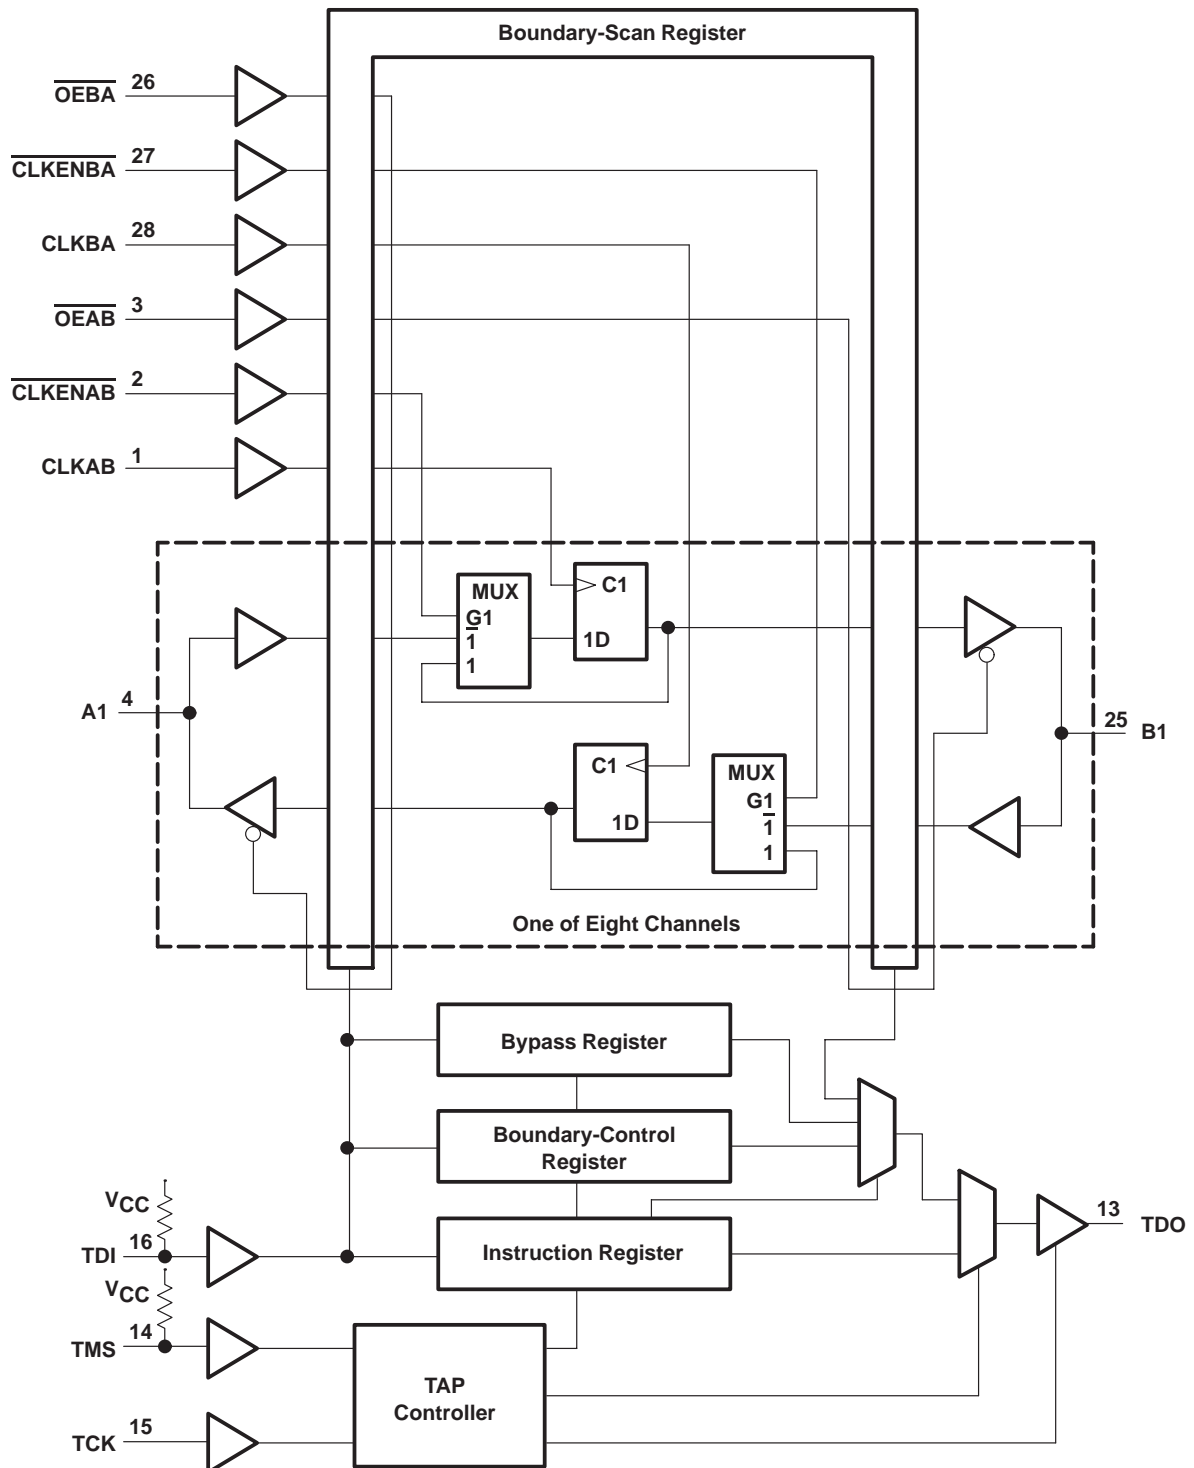 Boundary-Scan Register
OEBA 26
CLKENBA 27
CLKBA 28
OEAB 3
CLKENAB 2
CLKAB 1
MUX
G1
1
1
C1
1D
A1 4
25 B1
C1
1D
MUX
G1
1
1
One of Eight Channels
Bypass Register
Boundary-Control
Register
VCC
TDI 16
Instruction Register
13 TDO
VCC
TMS 14
TAP
Controller
TCK 15